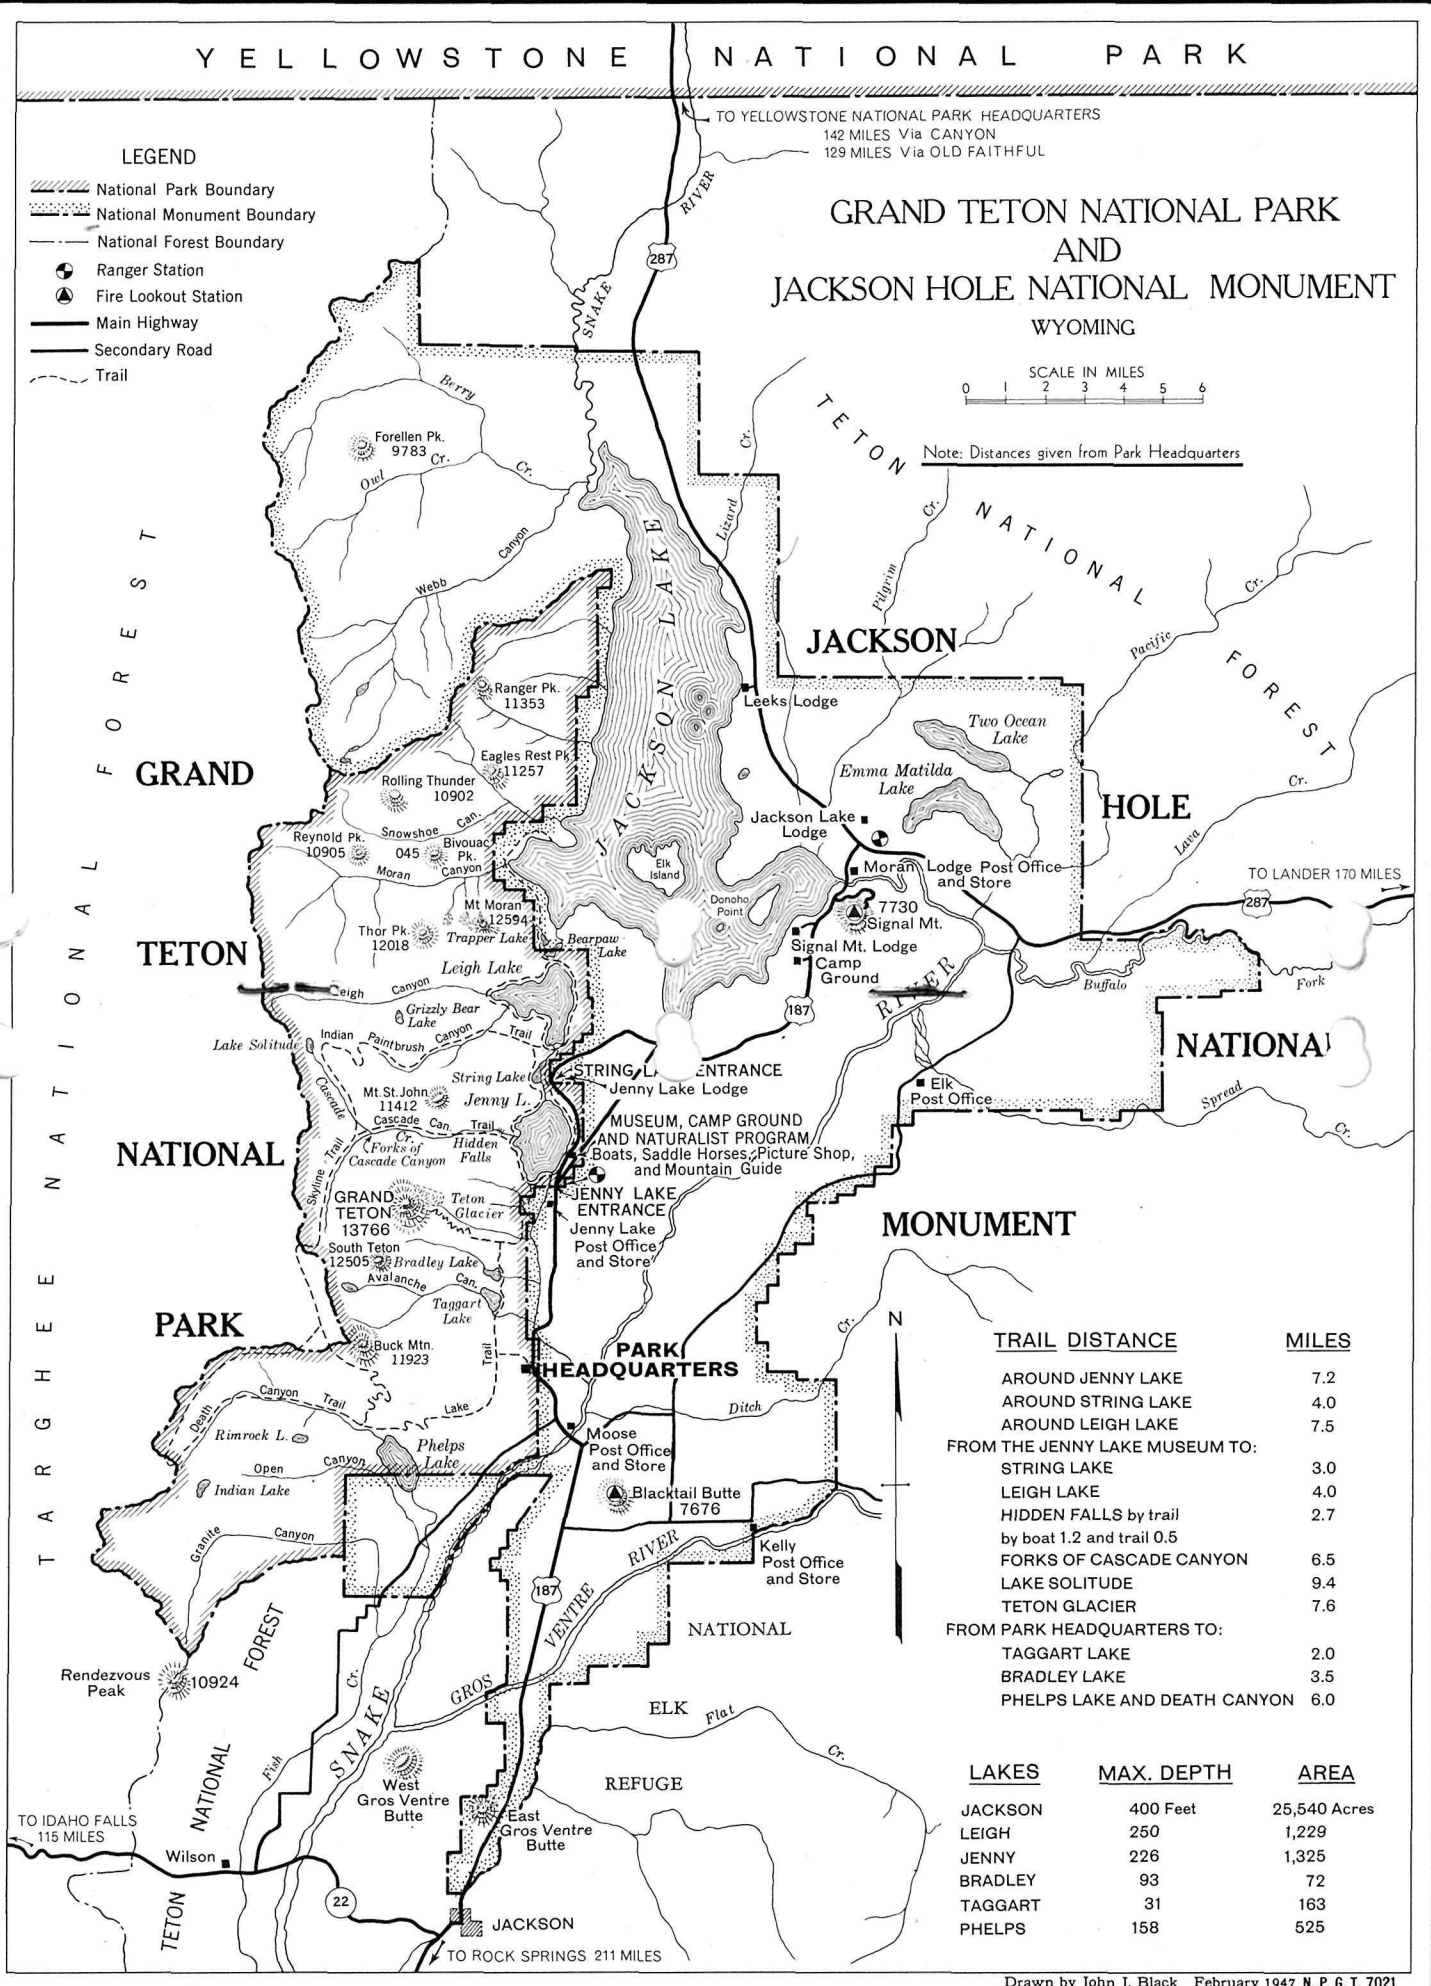 YELLOWSTONE NATIONAL PARK
TO YELLOWSTONE NATIONAL PARK HEADQUARTERS
142 MILES Via CANYON
129 MILES Via OLD FAITHFUL
LEGEND
National Park Boundary
National Monument Boundary
National Forest Boundary
Ranger Station
Fire Lookout Station
Main Highway
Secondary Road
Trail
GRAND TETON NATIONAL PARK
AND
JACKSON HOLE NATIONAL MONUMENT
WYOMING
SCALE IN MILES
0 1 2 3 4 5 6
Note: Distances given from Park Headquarters
SNAKE RIVER
287
TETON NATIONAL FOREST
TARGHEE NATIONAL FOREST
Berry
Cr.
Forellen Pk.
9783
Owl Cr.
Webb Canyon
Lizard Cr.
Pilgrim Cr.
Pacific Cr.
Lava Cr.
JACKSON LAKE
JACKSON
HOLE
NATIONA
MONUMENT
GRAND
TETON
NATIONAL
PARK
Ranger Pk.
11353
Leeks Lodge
Two Ocean
Lake
Eagles Rest Pk
11257
Emma Matilda
Lake
Rolling Thunder
10902
Snowshoe Can.
Reynold Pk.
10905
045
Bivouac
Pk.
Moran Canyon
Jackson Lake
Lodge
Elk
Island
Moran
Lodge Post Office
and Store
TO LANDER 170 MILES
287
Mt Moran
12594
Donoho
Point
7730
Signal Mt.
Thor Pk.
12018
Trapper Lake
Bearpaw
Lake
Signal Mt. Lodge
Camp
Ground
Leigh Lake
eigh Canyon
RIVER
Buffalo Fork
Grizzly Bear
Lake
187
Indian Paintbrush Canyon Trail
Lake Solitude
String Lake
STRING LA ENTRANCE
Jenny Lake Lodge
Elk
Post Office
Spread Cr.
Mt. St. John
11412
Jenny L.
Cascade
Cascade Can. Trail
Cr.
Forks of
Cascade Canyon
Hidden
Falls
MUSEUM, CAMP GROUND
AND NATURALIST PROGRAM
Boats, Saddle Horses, Picture Shop,
and Mountain Guide
Skyline Trail
GRAND
TETON
13766
Teton
Glacier
JENNY LAKE
ENTRANCE
Jenny Lake
Post Office
and Store
South Teton
12505
Bradley Lake
Avalanche Can.
Taggart
Lake
Buck Mtn.
11923
Trail
PARK
HEADQUARTERS
Cr.
Ditch
Death Canyon Trail
Lake
Rimrock L.
Phelps
Lake
Moose
Post Office
and Store
Open Canyon
Indian Lake
Blacktail Butte
7676
Granite Canyon
Kelly
Post Office
and Store
187
GROS VENTRE RIVER
NATIONAL
ELK
REFUGE
Flat Cr.
Rendezvous
Peak
10924
TETON NATIONAL FOREST
Fish Cr.
SNAKE
West
Gros Ventre
Butte
East
Gros Ventre
Butte
TO IDAHO FALLS
115 MILES
Wilson
22
JACKSON
TO ROCK SPRINGS 211 MILES
N
TRAIL DISTANCE MILES
AROUND JENNY LAKE 7.2
AROUND STRING LAKE 4.0
AROUND LEIGH LAKE 7.5
FROM THE JENNY LAKE MUSEUM TO:
STRING LAKE 3.0
LEIGH LAKE 4.0
HIDDEN FALLS by trail 2.7
by boat 1.2 and trail 0.5
FORKS OF CASCADE CANYON 6.5
LAKE SOLITUDE 9.4
TETON GLACIER 7.6
FROM PARK HEADQUARTERS TO:
TAGGART LAKE 2.0
BRADLEY LAKE 3.5
PHELPS LAKE AND DEATH CANYON 6.0
LAKES MAX. DEPTH AREA
JACKSON 400 Feet 25,540 Acres
LEIGH 250 1,229
JENNY 226 1,325
BRADLEY 93 72
TAGGART 31 163
PHELPS 158 525
Drawn by John J. Black February 1947 N. P. G. T. 7021